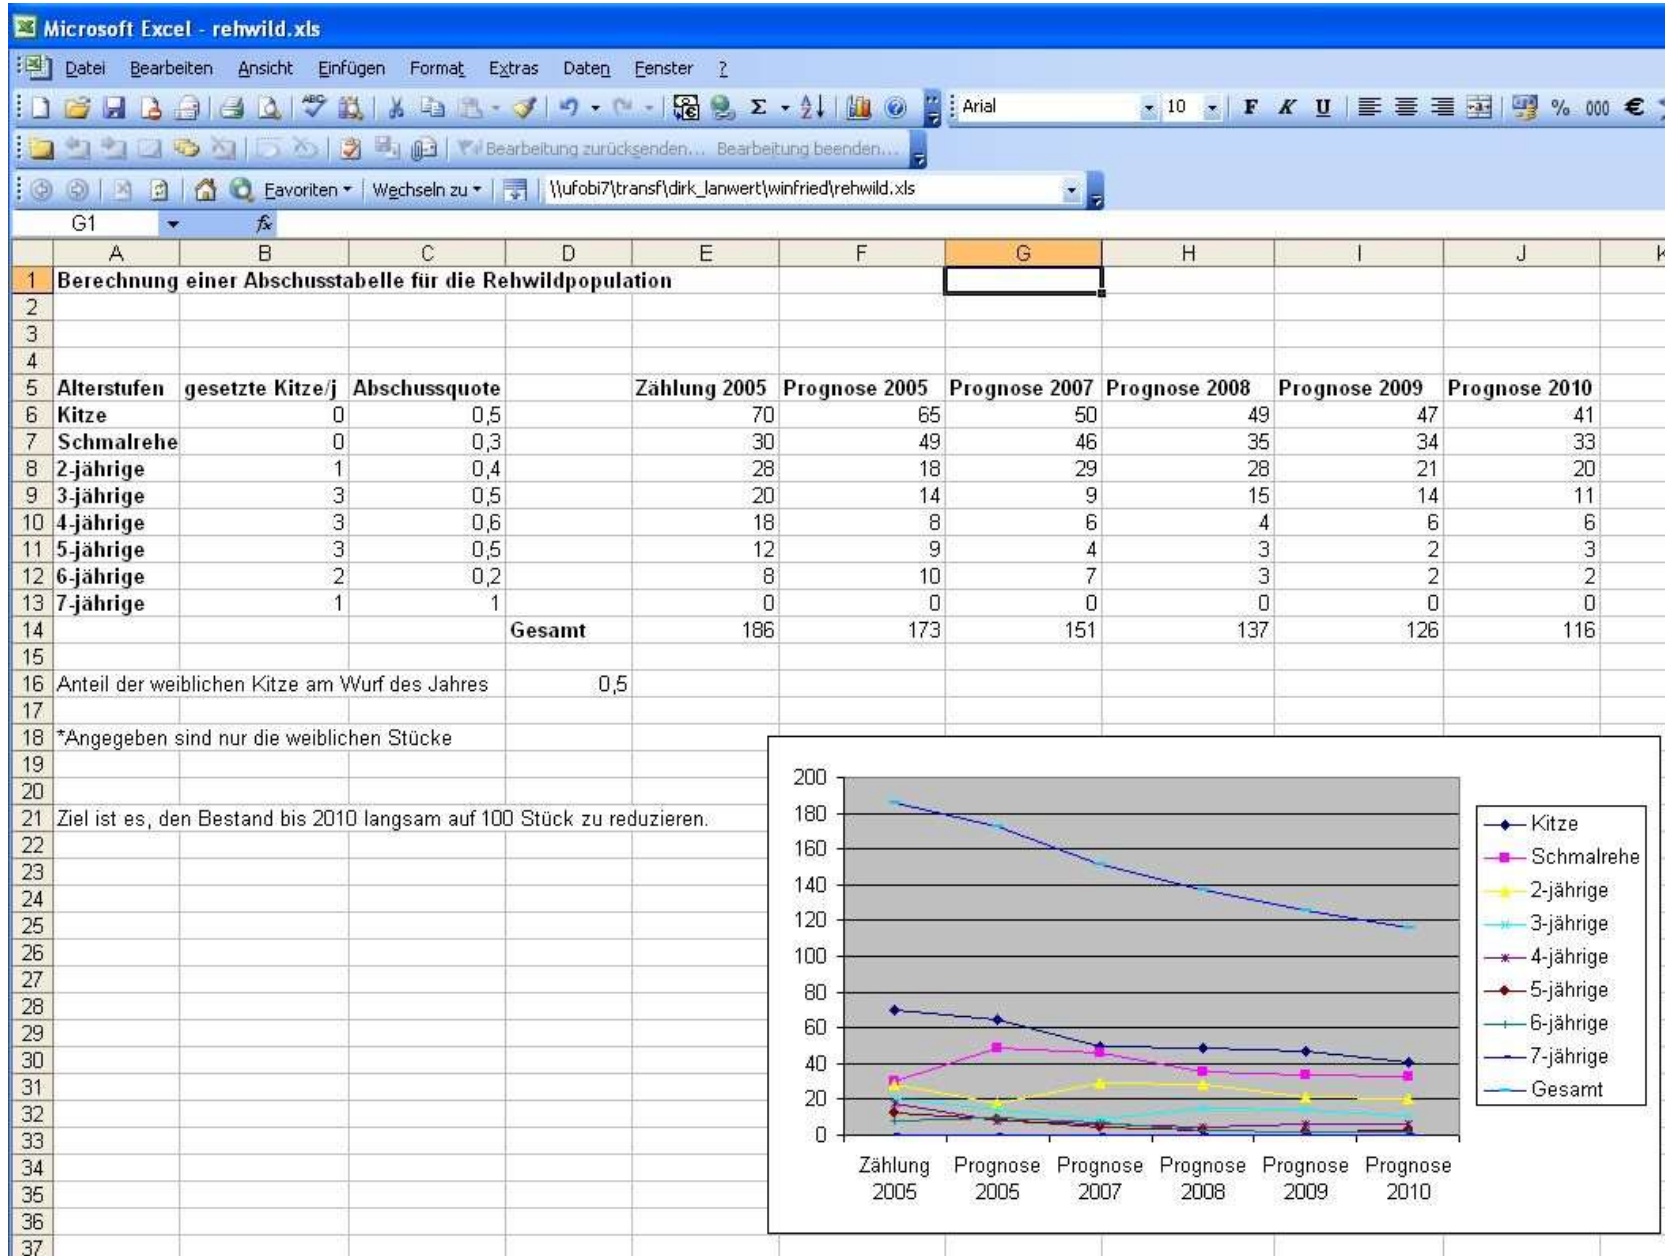 Microsoft Excel - rehwild.xls
Datei Bearbeiten Ansicht Einfügen Format Extras Daten Fenster ?
Arial 10 F K U % 000 €
Bearbeitung zurücksenden... Bearbeitung beenden...
Favoriten Wechseln zu \\ufobi7\transf\dirk_lanwert\winfried\rehwild.xls
G1 fx
A B C D E F G H I J K
1 Berechnung einer Abschusstabelle für die Rehwildpopulation
2
3
4
5 Alterstufen gesetzte Kitze/j Abschussquote Zählung 2005 Prognose 2005 Prognose 2007 Prognose 2008 Prognose 2009 Prognose 2010
6 Kitze 0 0,5 70 65 50 49 47 41
7 Schmalrehe 0 0,3 30 49 46 35 34 33
8 2-jährige 1 0,4 28 18 29 28 21 20
9 3-jährige 3 0,5 20 14 9 15 14 11
10 4-jährige 3 0,6 18 8 6 4 6 6
11 5-jährige 3 0,5 12 9 4 3 2 3
12 6-jährige 2 0,2 8 10 7 3 2 2
13 7-jährige 1 1 0 0 0 0 0 0
14 Gesamt 186 173 151 137 126 116
15
16 Anteil der weiblichen Kitze am Wurf des Jahres 0,5
17
18 *Angegeben sind nur die weiblichen Stücke
19
20
21 Ziel ist es, den Bestand bis 2010 langsam auf 100 Stück zu reduzieren.
22
23
24
25
26
27
28
29
30
31
32
33
34
35
36
37
200
180
160
140
120
100
80
60
40
20
0
Zählung Prognose Prognose Prognose Prognose Prognose
2005 2005 2007 2008 2009 2010
Kitze
Schmalrehe
2-jährige
3-jährige
4-jährige
5-jährige
6-jährige
7-jährige
Gesamt